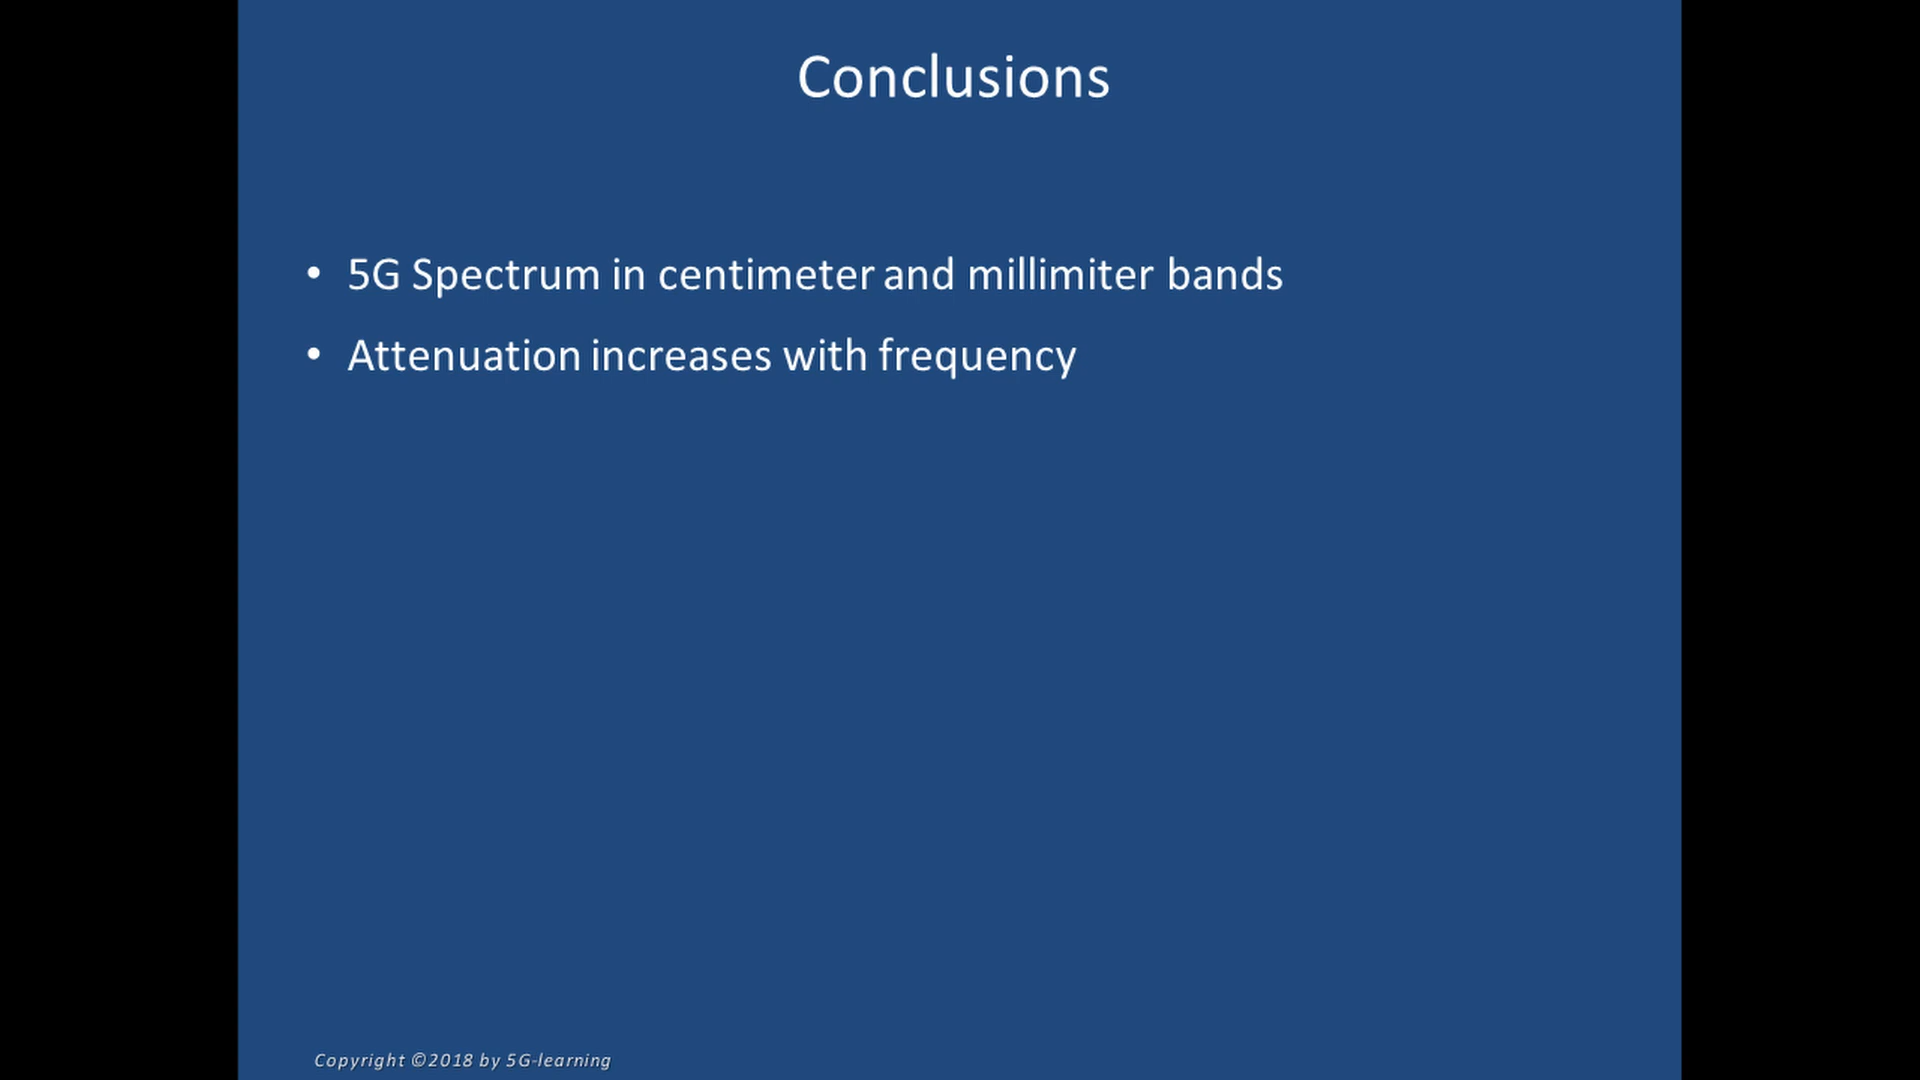 Conclusions
• 5G Spectrum in centimeter and millimiter bands
• Attenuation increases with frequency
Copyright ©2018 by 5G-learning